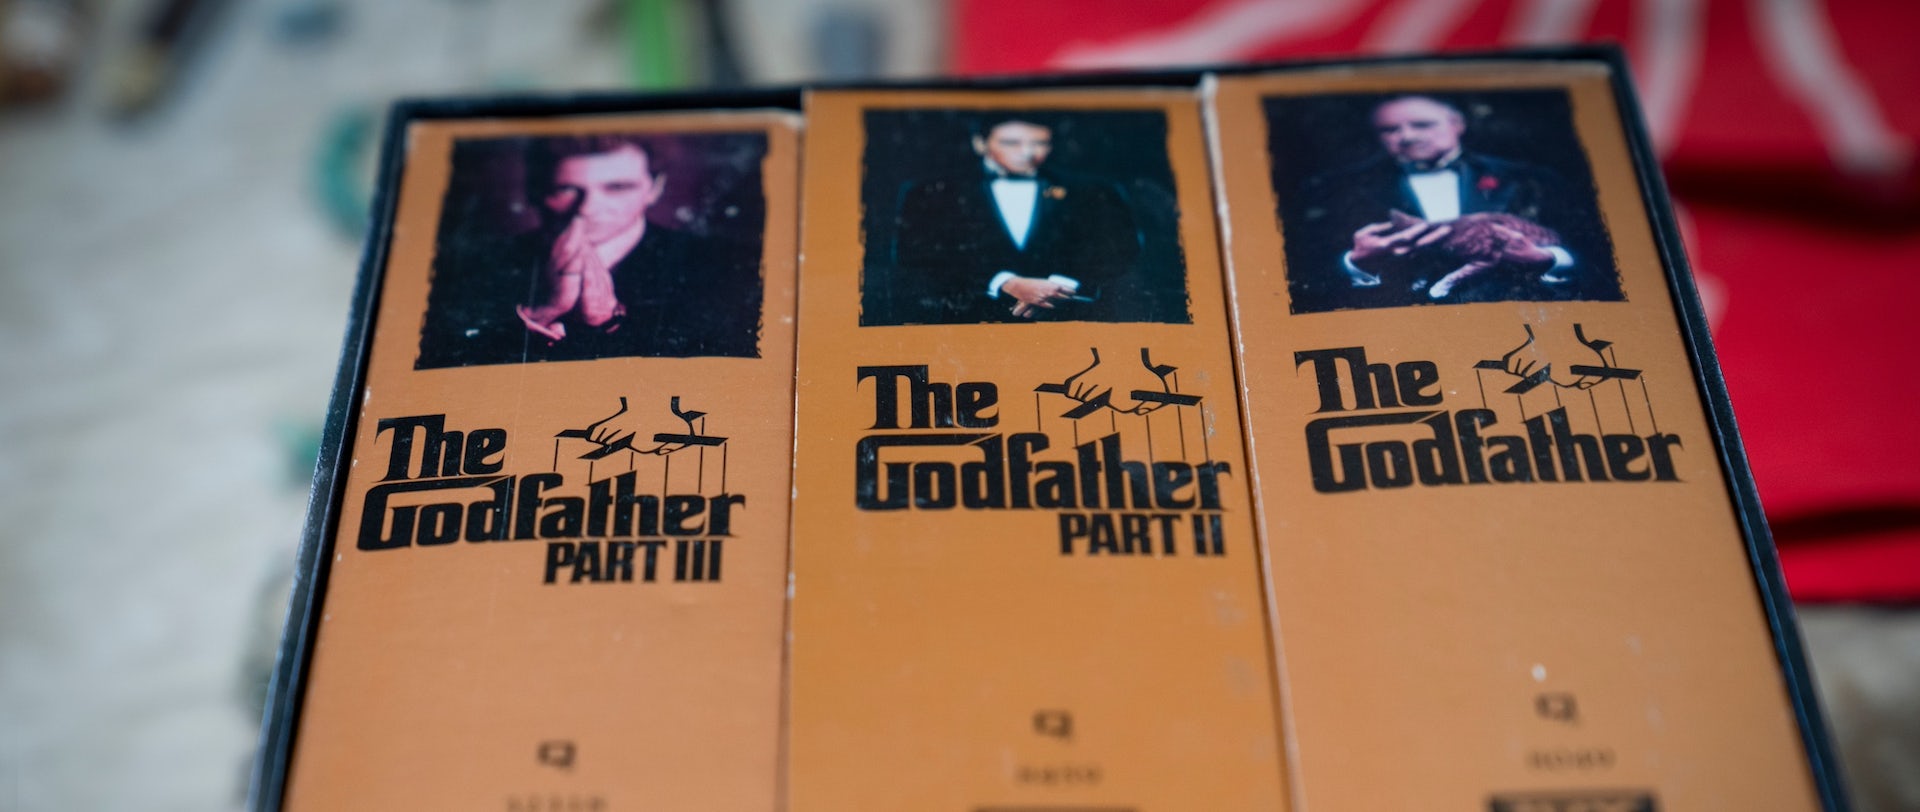 The
Godfather
PART III
The
Godfather
PART II
The
Godfather